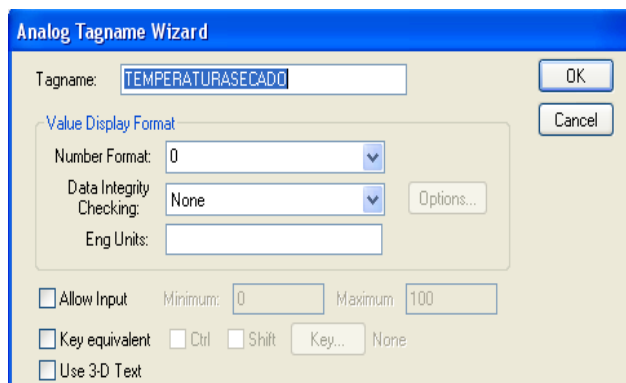 Analog Tagname Wizard
Tagname: TEMPERATURASECADO OK
Value Display Format Cancel
Number Format: 0
Data Integrity Checking: None Options...
Eng Units:
Allow Input Minimum: 0 Maximum 100
Key equivalent Ctrl Shift Key... None
Use 3-D Text